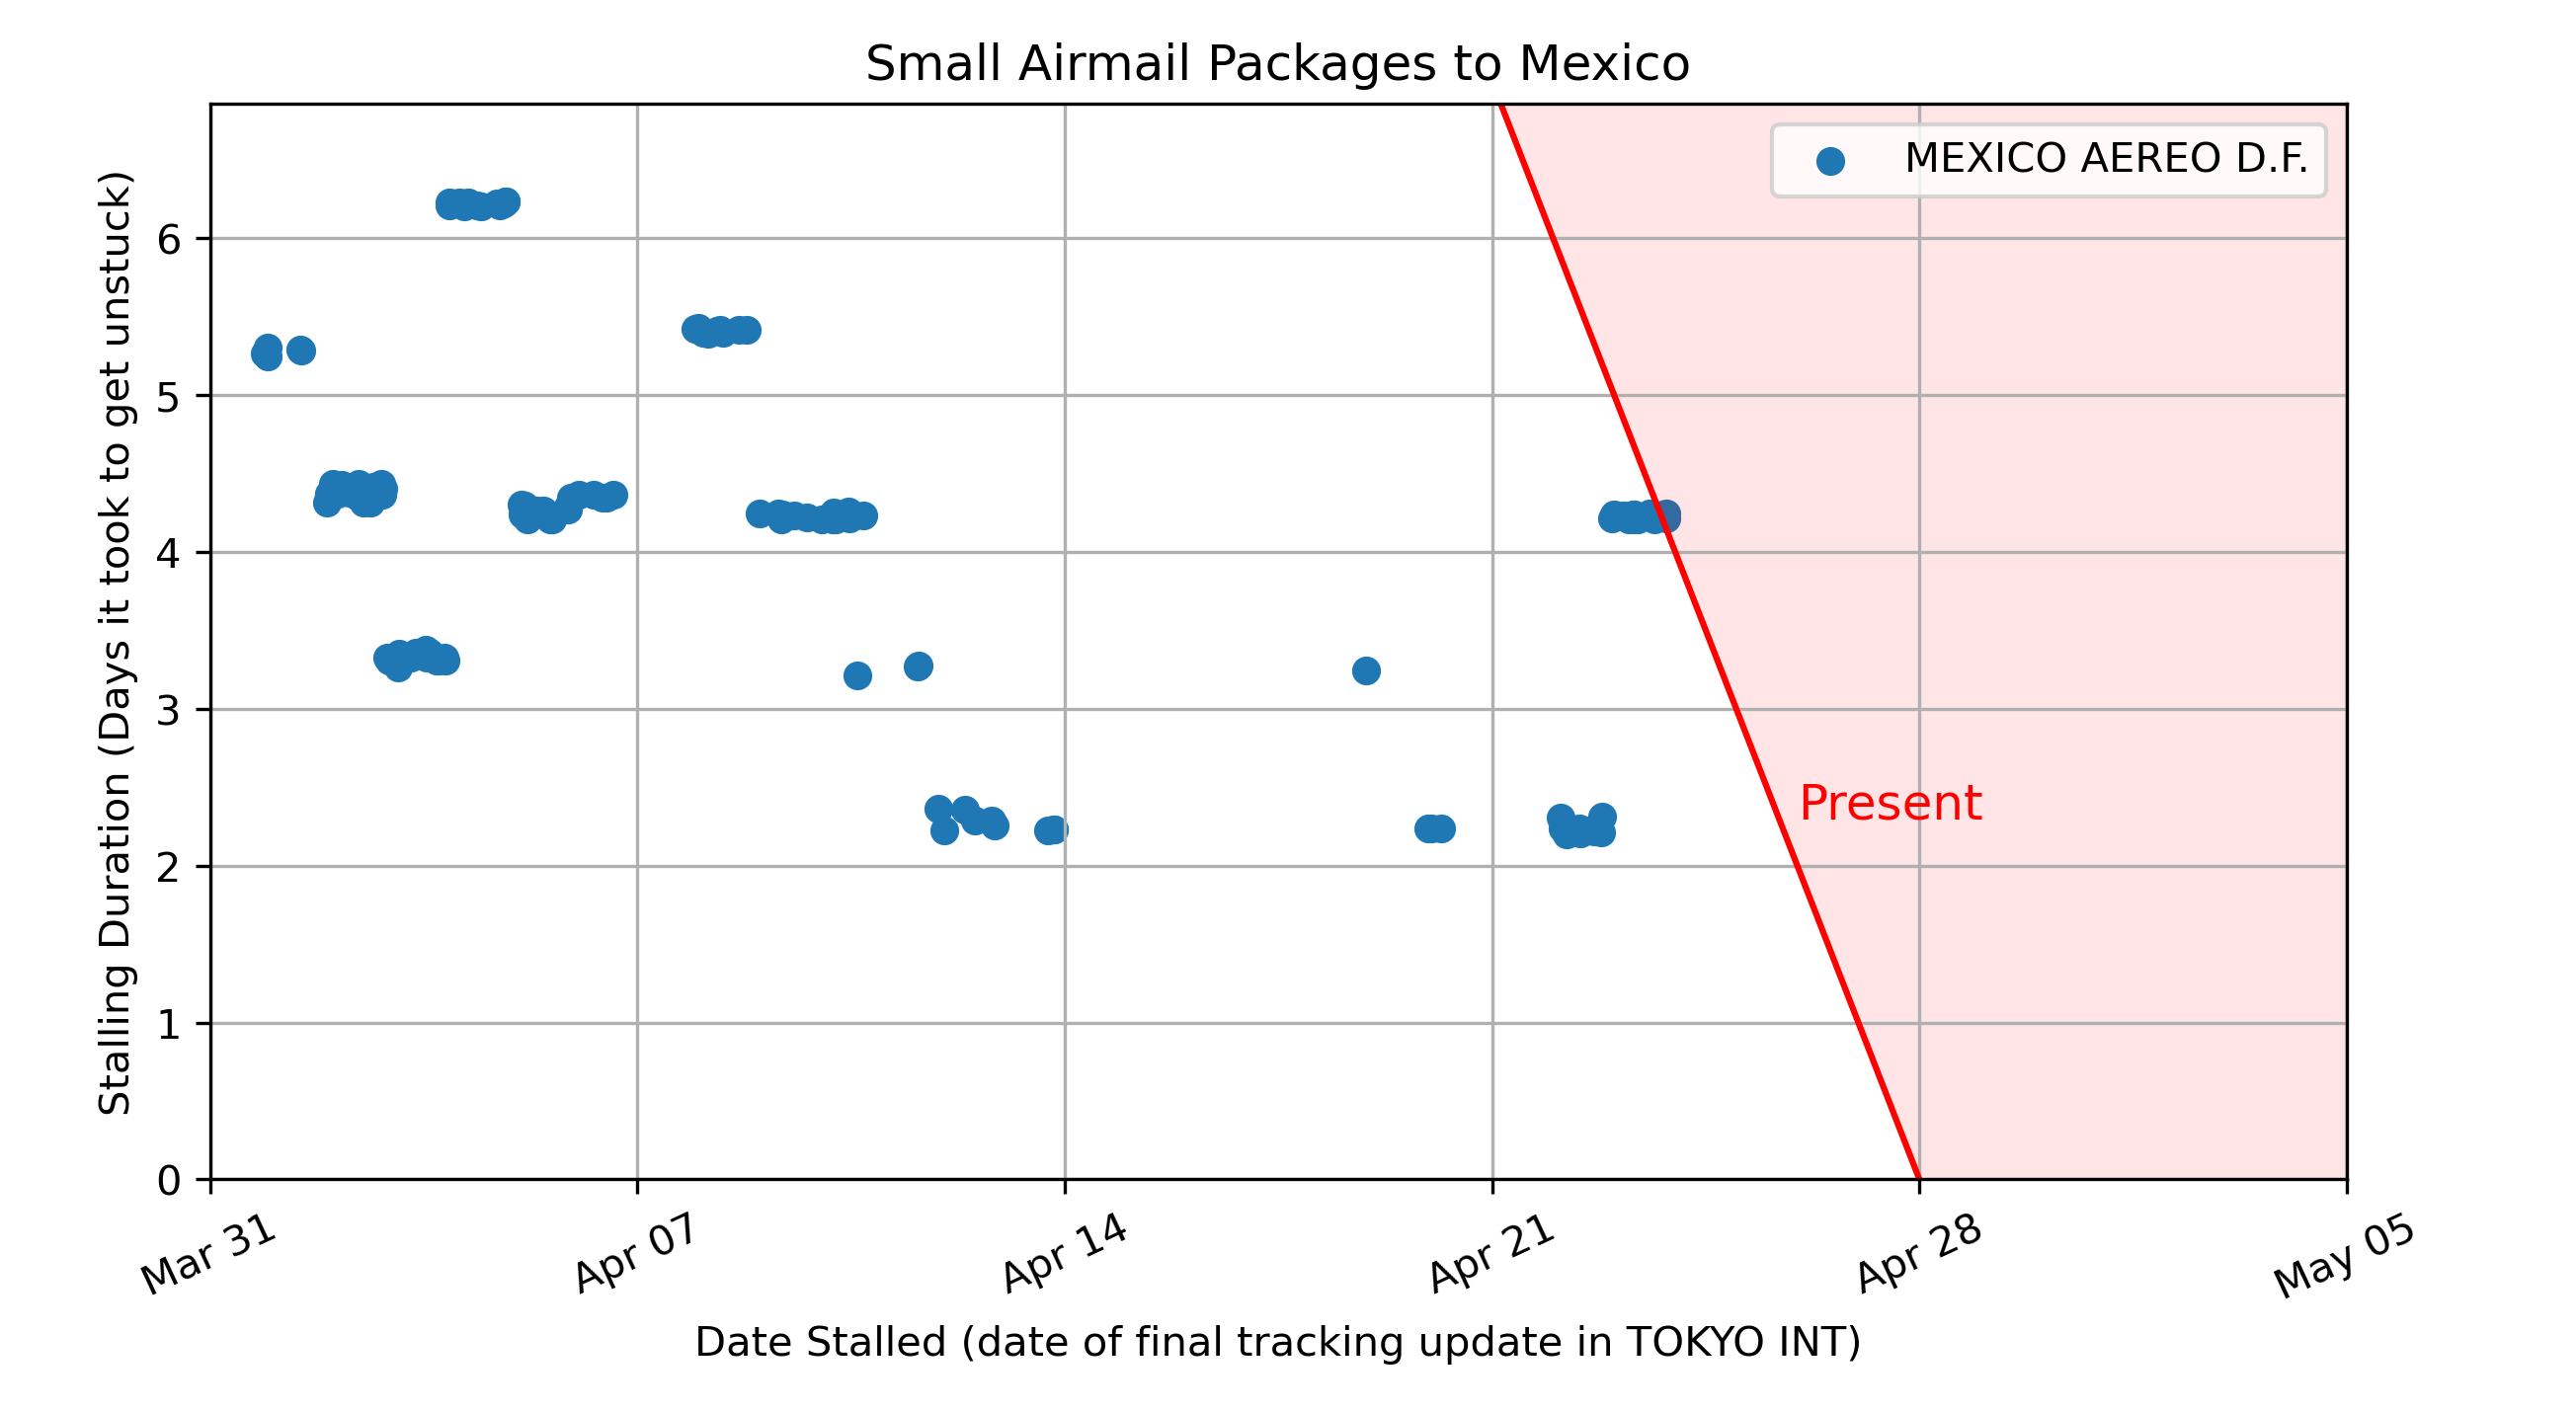 Small Airmail Packages to Mexico
MEXICO AEREO D.F.
Stalling Duration (Days it took to get unstuck)
6
5
4
3
2
1
0
Present
Mar 31
Apr 07
Apr 14
Apr 21
Apr 28
May 05
Date Stalled (date of final tracking update in TOKYO INT)